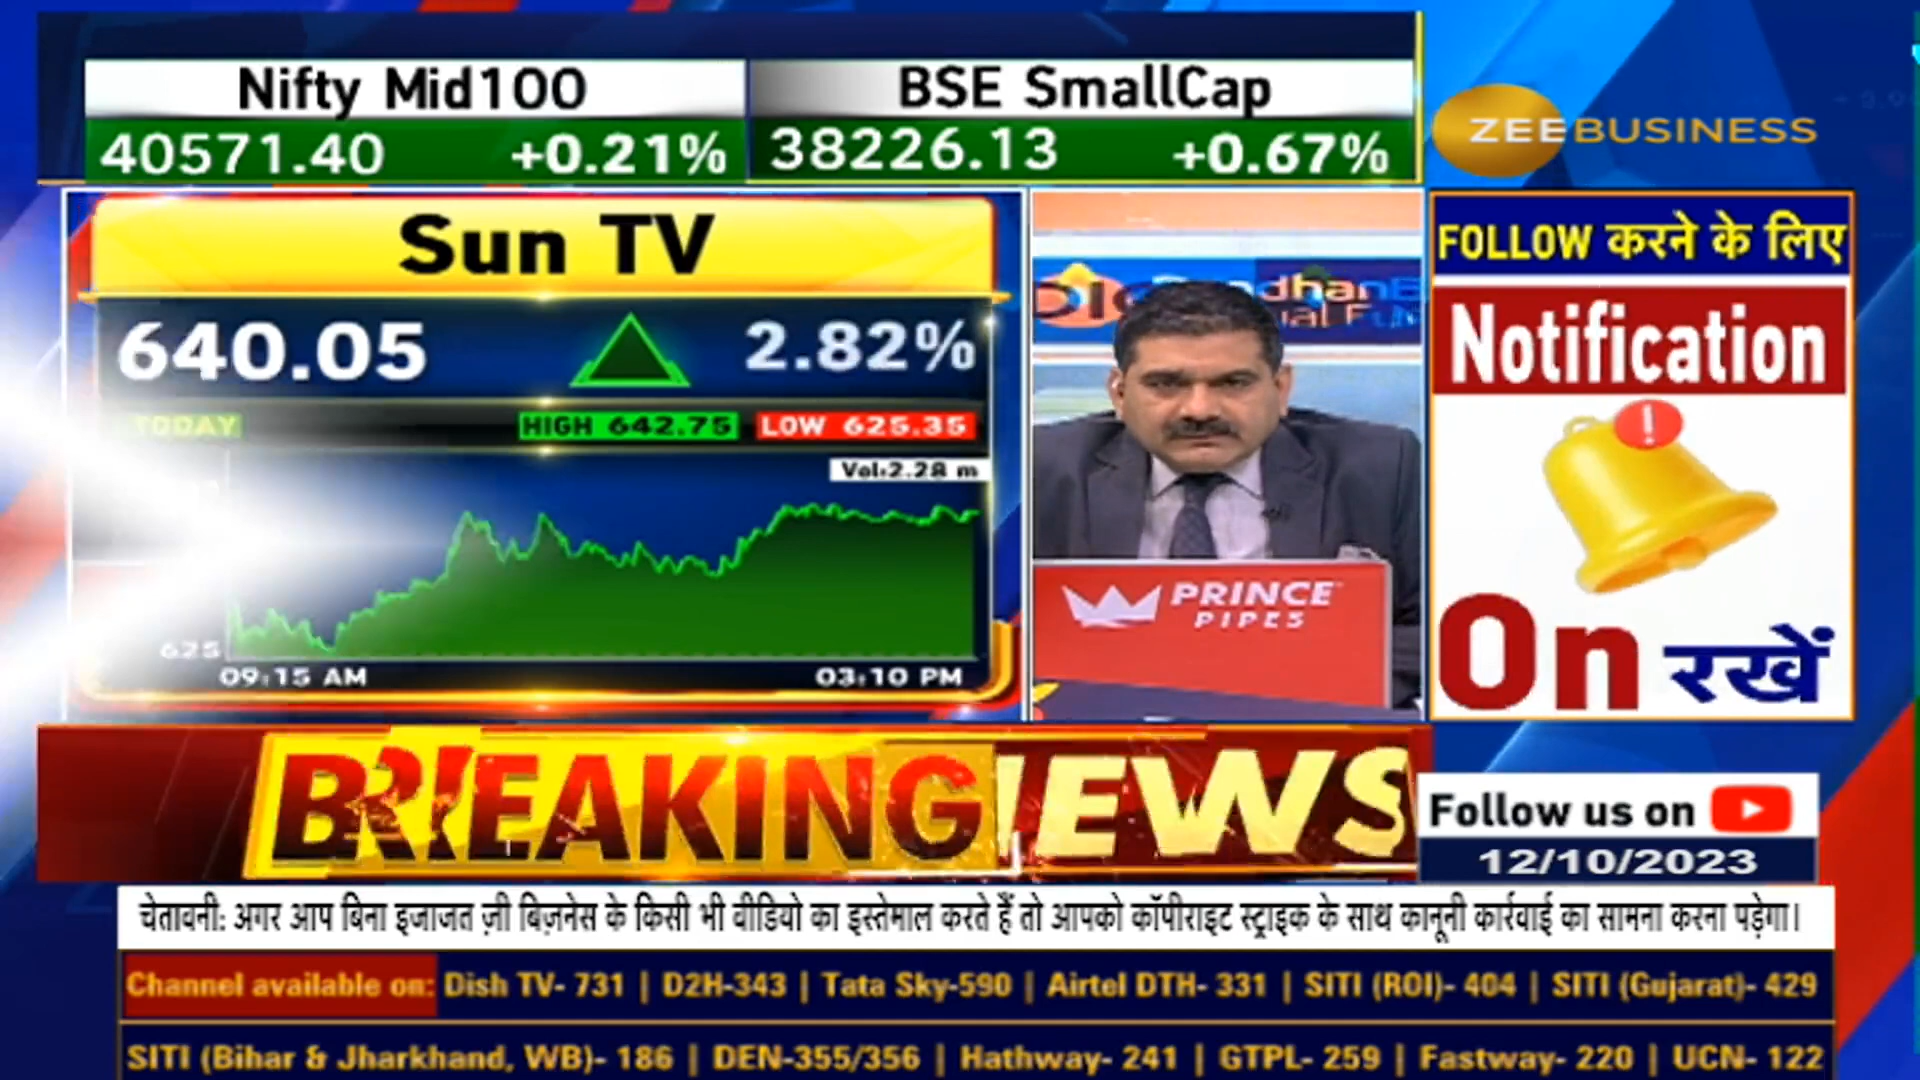 Nifty Mid100
40571.40 +0.21%
BSE SmallCap
38226.13 +0.67%
ZEEBUSINESS
Sun TV
640.05 2.82%
TODAY HIGH 642.75 LOW 625.35
Vol:2.28 m
625
09:15 AM 03:10 PM
PRINCE
PIPES
FOLLOW करने के लिए
Notification
!
On रखें
BREAKING NEWS
Follow us on
12/10/2023
चेतावनी: अगर आप बिना इजाजत ज़ी बिज़नेस के किसी भी वीडियो का इस्तेमाल करते हैं तो आपको कॉपीराइट स्ट्राइक के साथ कानूनी कार्रवाई का सामना करना पड़ेगा।
Channel available on: Dish TV- 731 | D2H-343 | Tata Sky-590 | Airtel DTH- 331 | SITI (ROI)- 404 | SITI (Gujarat)- 429
SITI (Bihar & Jharkhand, WB)- 186 | DEN-355/356 | Hathway- 241 | GTPL- 259 | Fastway- 220 | UCN- 122